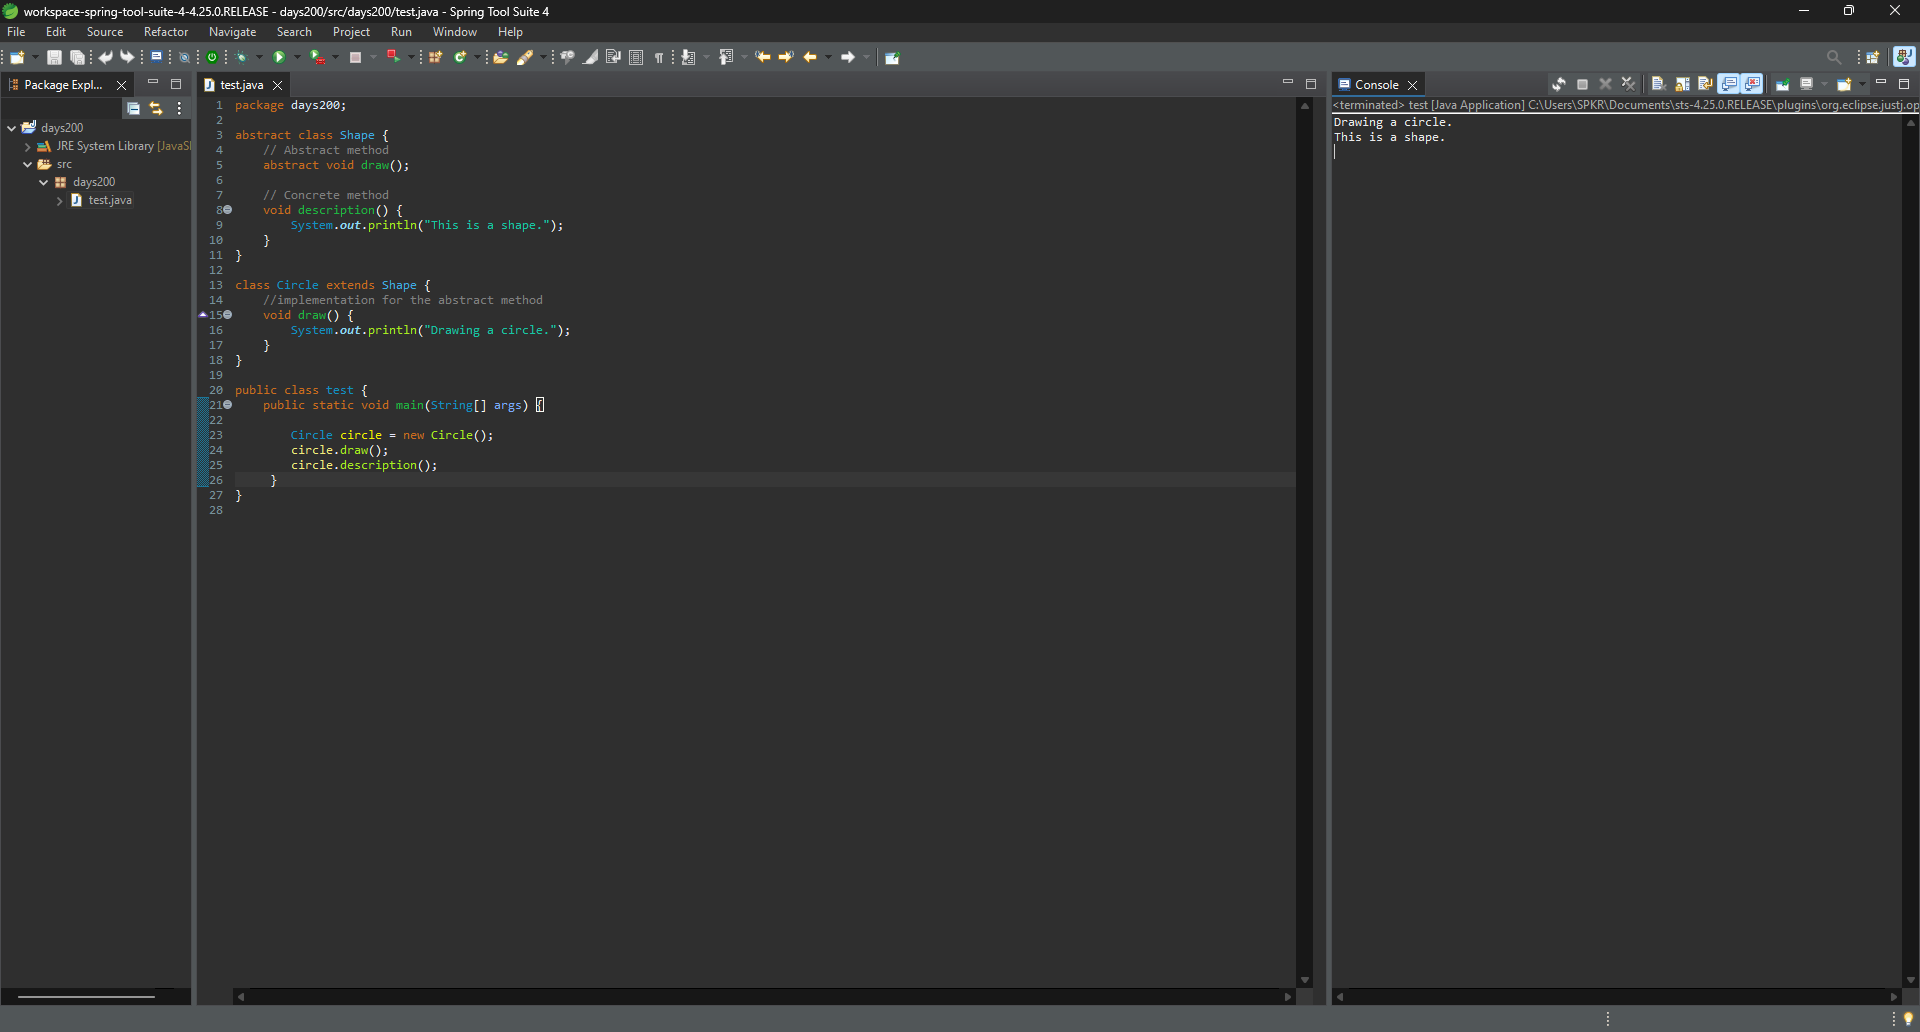 workspace-spring-tool-suite-4-4.25.0.RELEASE - days200/src/days200/test.java - Spring Tool Suite 4
File Edit Source Refactor Navigate Search Project Run Window Help
Package Expl...
days200
JRE System Library [JavaS
src
days200
test.java
test.java
1 package days200;
2
3 abstract class Shape {
4 // Abstract method
5 abstract void draw();
6
7 // Concrete method
8 void description() {
9 System.out.println("This is a shape.");
10 }
11 }
12
13 class Circle extends Shape {
14 //implementation for the abstract method
15 void draw() {
16 System.out.println("Drawing a circle.");
17 }
18 }
19
20 public class test {
21 public static void main(String[] args) {
22
23 Circle circle = new Circle();
24 circle.draw();
25 circle.description();
26 }
27 }
28
Console
<terminated> test [Java Application] C:\Users\SPKR\Documents\sts-4.25.0.RELEASE\plugins\org.eclipse.justj.op
Drawing a circle.
This is a shape.